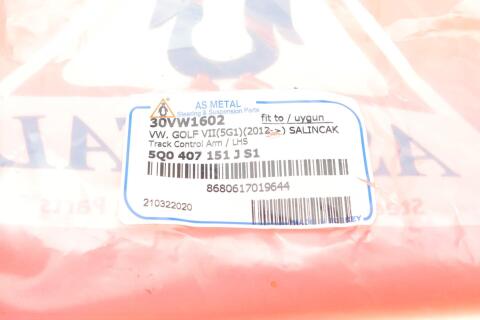 AS METAL
Steering & Suspension Parts
30VW1602 fit to / uygun
VW. GOLF VII(5G1)(2012->) SALINCAK
Track Control Arm / LHS
5Q0 407 151 J S1
8680617019644
210322020